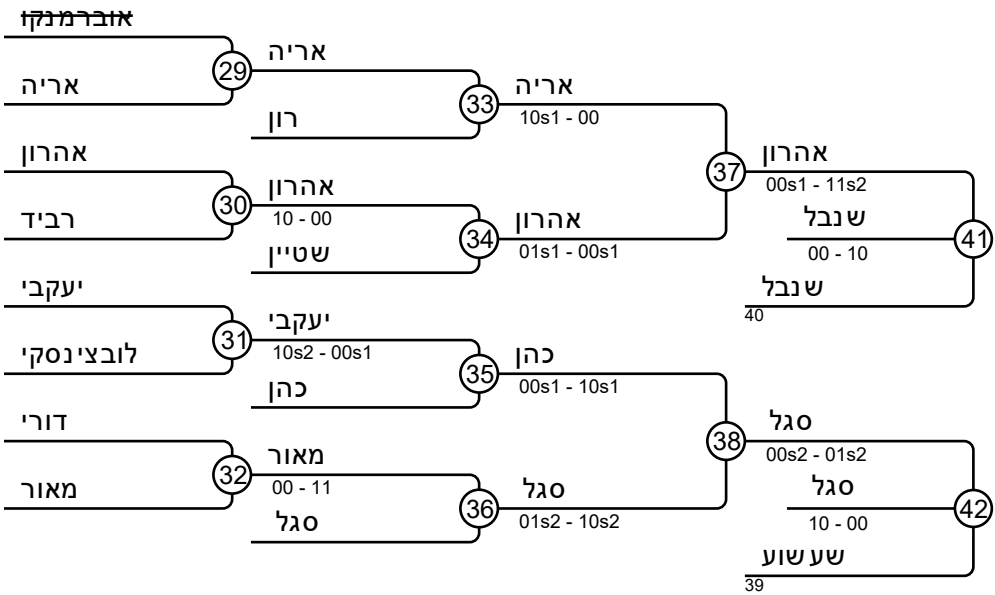 אוברמנקו
29
אריה
אריה
רון
33
אריה
10s1 - 00
אהרון
30
רביד
אהרון
10 - 00
שטיין
34
אהרון
01s1 - 00s1
37
אהרון
00s1 - 11s2
שנבל
00 - 10
41
שנבל
40
יעקבי
31
לובצינסקי
יעקבי
10s2 - 00s1
כהן
35
כהן
00s1 - 10s1
דורי
32
מאור
מאור
00 - 11
סגל
36
סגל
01s2 - 10s2
38
סגל
00s2 - 01s2
סגל
10 - 00
42
שעשוע
39